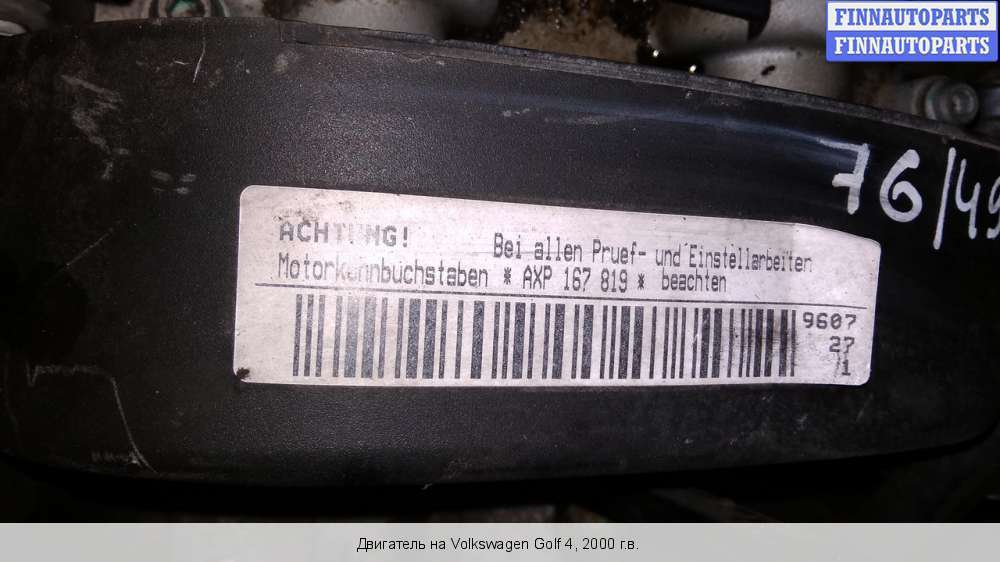 FINNAUTOPARTS
FINNAUTOPARTS
76/49
ACHTUNG! Bei allen Pruef- und Einstellarbeiten
Motorkennbuchstaben * AXP 167 819 * beachten
9607
27
/1
Двигатель на Volkswagen Golf 4, 2000 г.в.